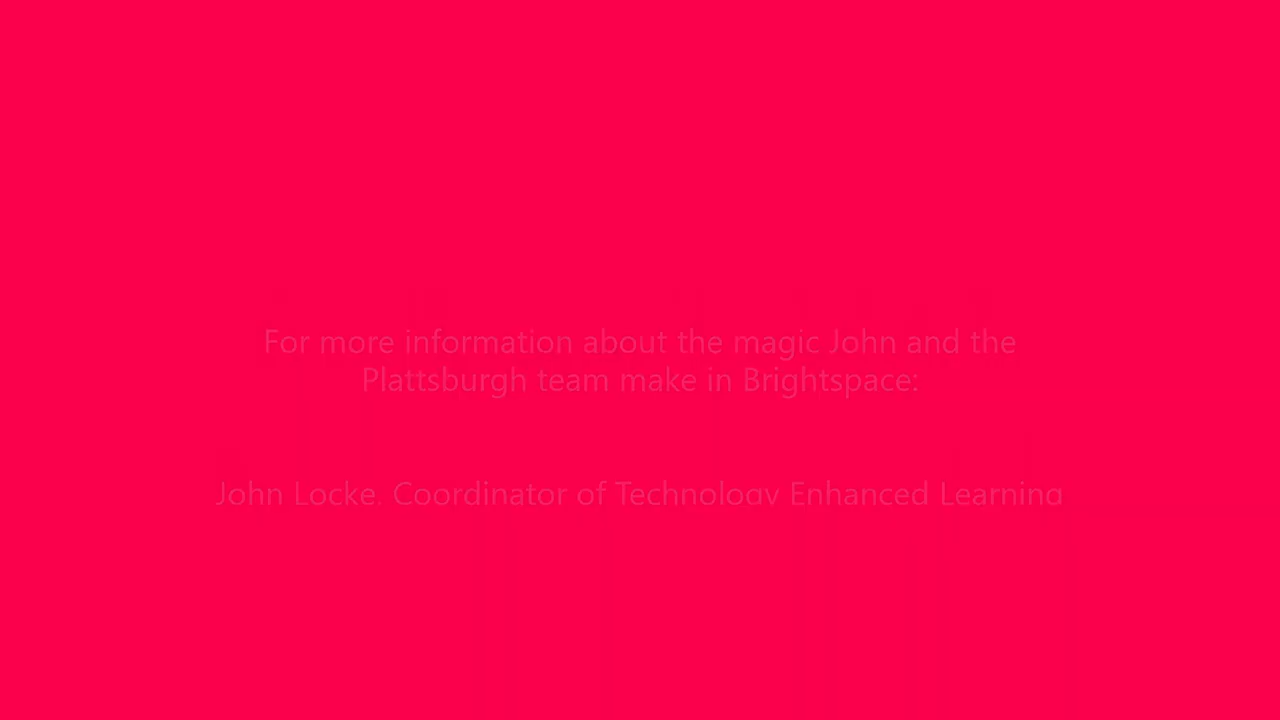 For more information about the magic John and the
Plattsburgh team make in Brightspace:
John Locke, Coordinator of Technology Enhanced Learning